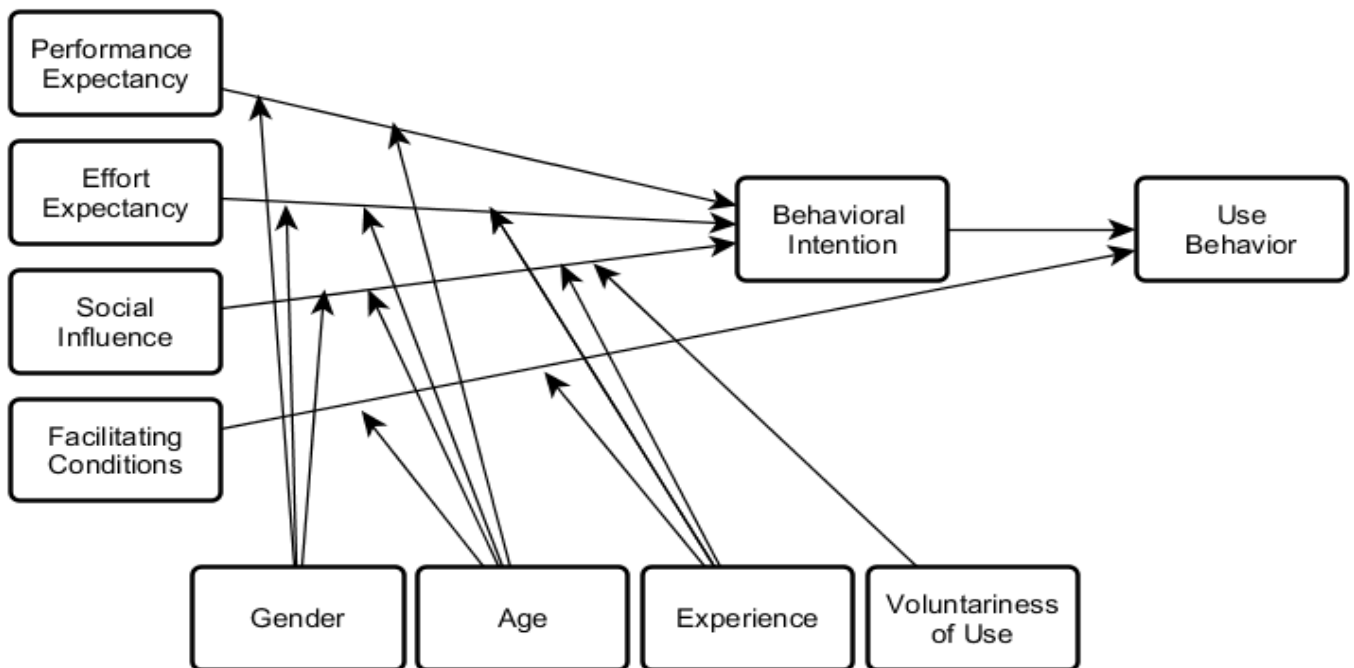 Performance
Expectancy
Effort
Expectancy
Social
Influence
Facilitating
Conditions
Behavioral
Intention
Use
Behavior
Gender
Age
Experience
Voluntariness
of Use